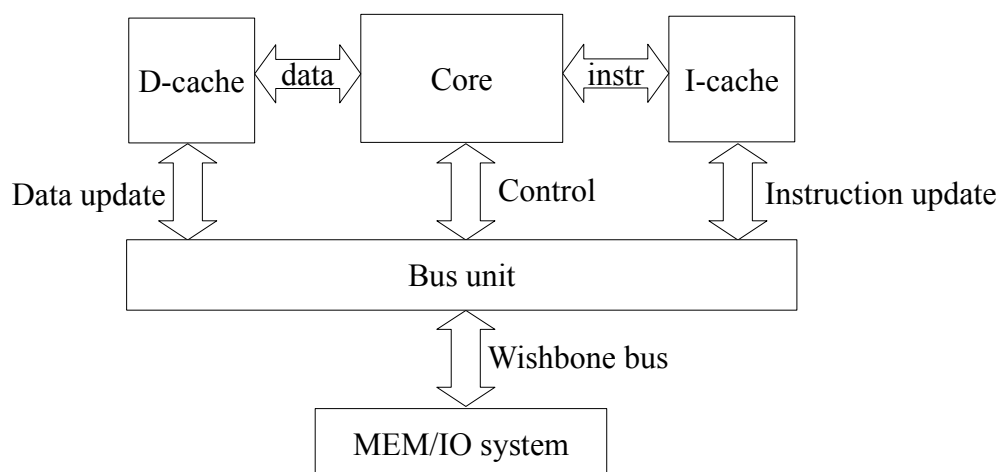 D-cache
data
Core
instr
I-cache
Data update
Control
Instruction update
Bus unit
Wishbone bus
MEM/IO system